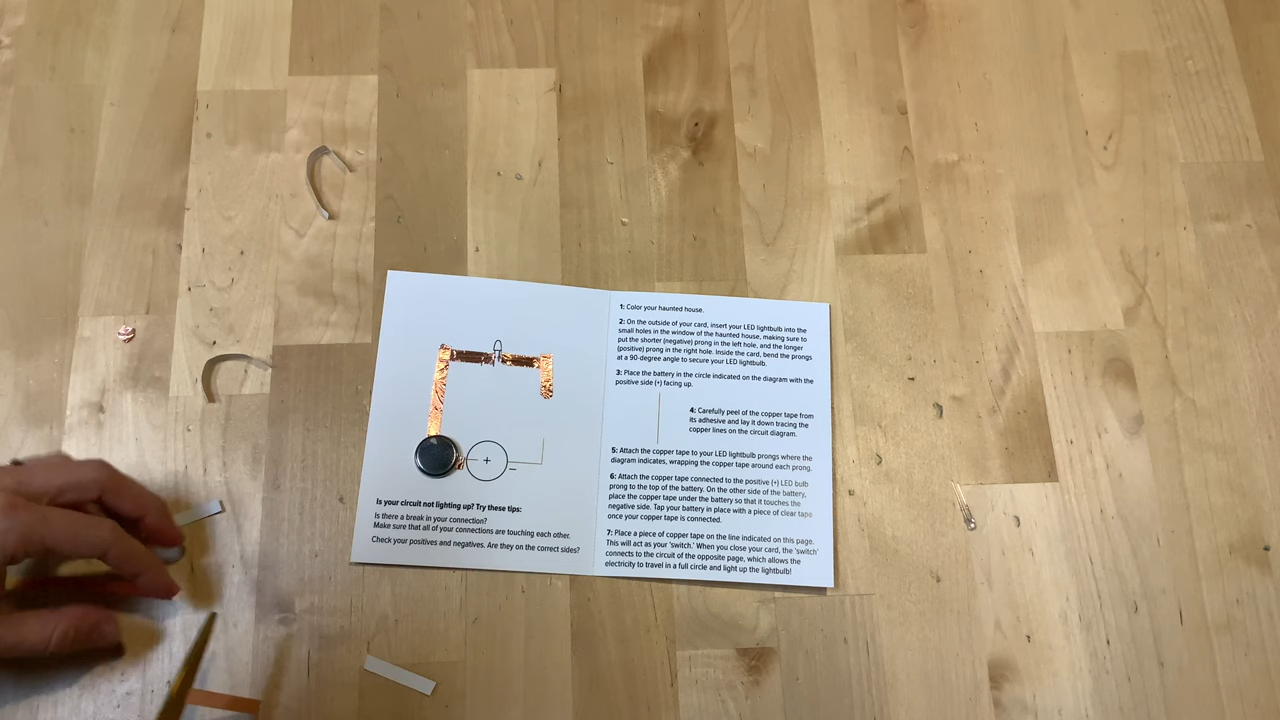 +
–
Is your circuit not lighting up? Try these tips:
Is there a break in your connection?
Make sure that all of your connections are touching each other.
Check your positives and negatives. Are they on the correct sides?
1: Color your haunted house.
2: On the outside of your card, insert your LED lightbulb into the
small holes in the window of the haunted house, making sure to
put the shorter (negative) prong in the left hole, and the longer
(positive) prong in the right hole. Inside the card, bend the prongs
at a 90-degree angle to secure your LED lightbulb.
3: Place the battery in the circle indicated on the diagram with the
positive side (+) facing up.
4: Carefully peel of the copper tape from
its adhesive and lay it down tracing the
copper lines on the circuit diagram.
5: Attach the copper tape to your LED lightbulb prongs where the
diagram indicates, wrapping the copper tape around each prong.
6: Attach the copper tape connected to the positive (+) LED bulb
prong to the top of the battery. On the other side of the battery,
place the copper tape under the battery so that it touches the
negative side. Tap your battery in place with a piece of clear tape
once your copper tape is connected.
7: Place a piece of copper tape on the line indicated on this page.
This will act as your 'switch.' When you close your card, the 'switch'
connects to the circuit of the opposite page, which allows the
electricity to travel in a full circle and light up the lightbulb!